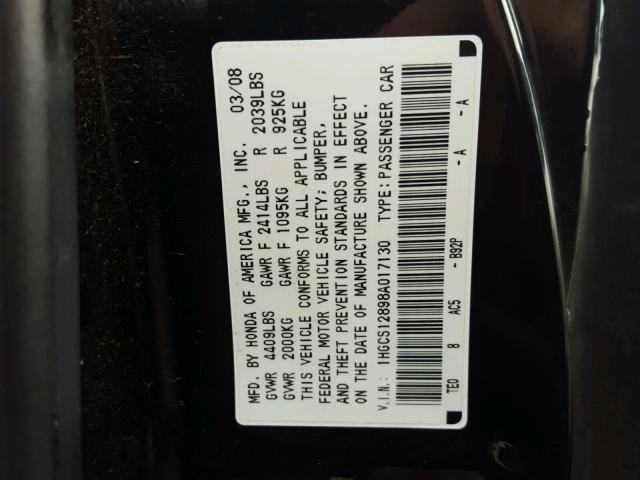 MFD. BY HONDA OF AMERICA MFG., INC. 03/08
GVWR 4409LBS GAWR F 2414LBS R 2039LBS
GVWR 2000KG GAWR F 1095KG R 925KG
THIS VEHICLE CONFORMS TO ALL APPLICABLE
FEDERAL MOTOR VEHICLE SAFETY; BUMPER,
AND THEFT PREVENTION STANDARDS IN EFFECT
ON THE DATE OF MANUFACTURE SHOWN ABOVE.
V.I.N.: 1HGCS12898A017130 TYPE: PASSENGER CAR
TE0 8 AC5 - B92P - A - A